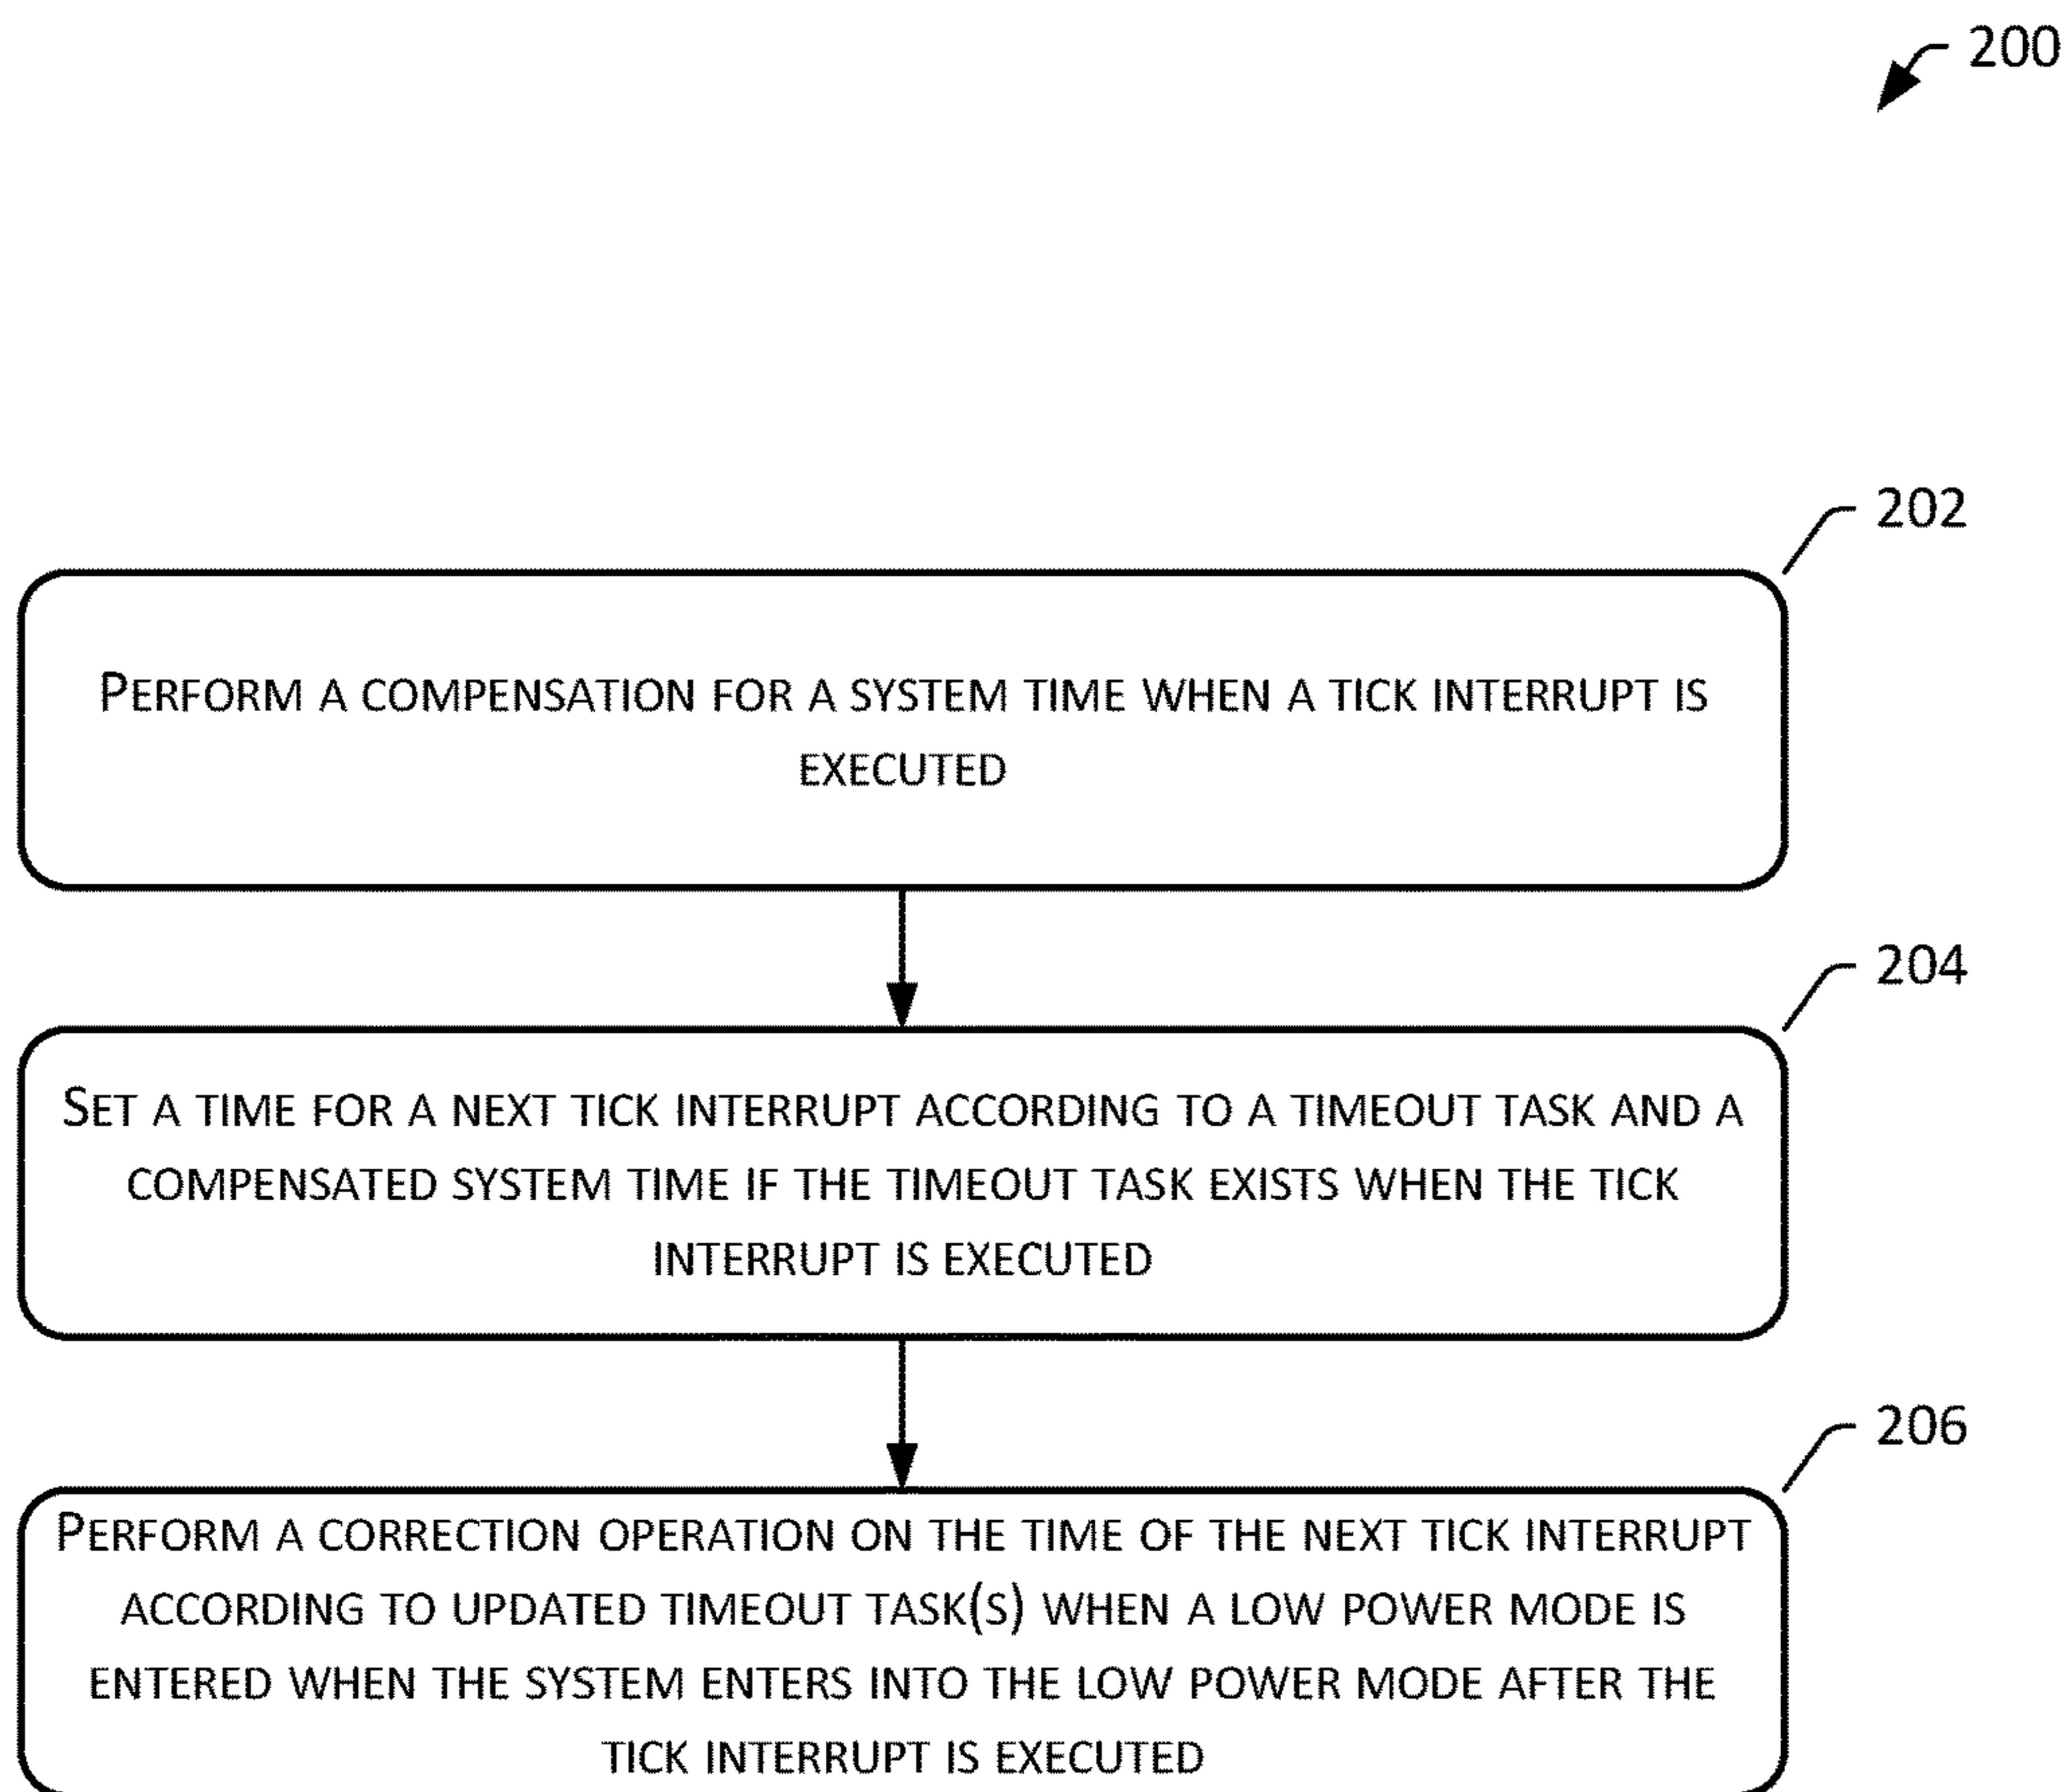 200
202
PERFORM A COMPENSATION FOR A SYSTEM TIME WHEN A TICK INTERRUPT IS
EXECUTED
204
SET A TIME FOR A NEXT TICK INTERRUPT ACCORDING TO A TIMEOUT TASK AND A
COMPENSATED SYSTEM TIME IF THE TIMEOUT TASK EXISTS WHEN THE TICK
INTERRUPT IS EXECUTED
206
PERFORM A CORRECTION OPERATION ON THE TIME OF THE NEXT TICK INTERRUPT
ACCORDING TO UPDATED TIMEOUT TASK(S) WHEN A LOW POWER MODE IS
ENTERED WHEN THE SYSTEM ENTERS INTO THE LOW POWER MODE AFTER THE
TICK INTERRUPT IS EXECUTED